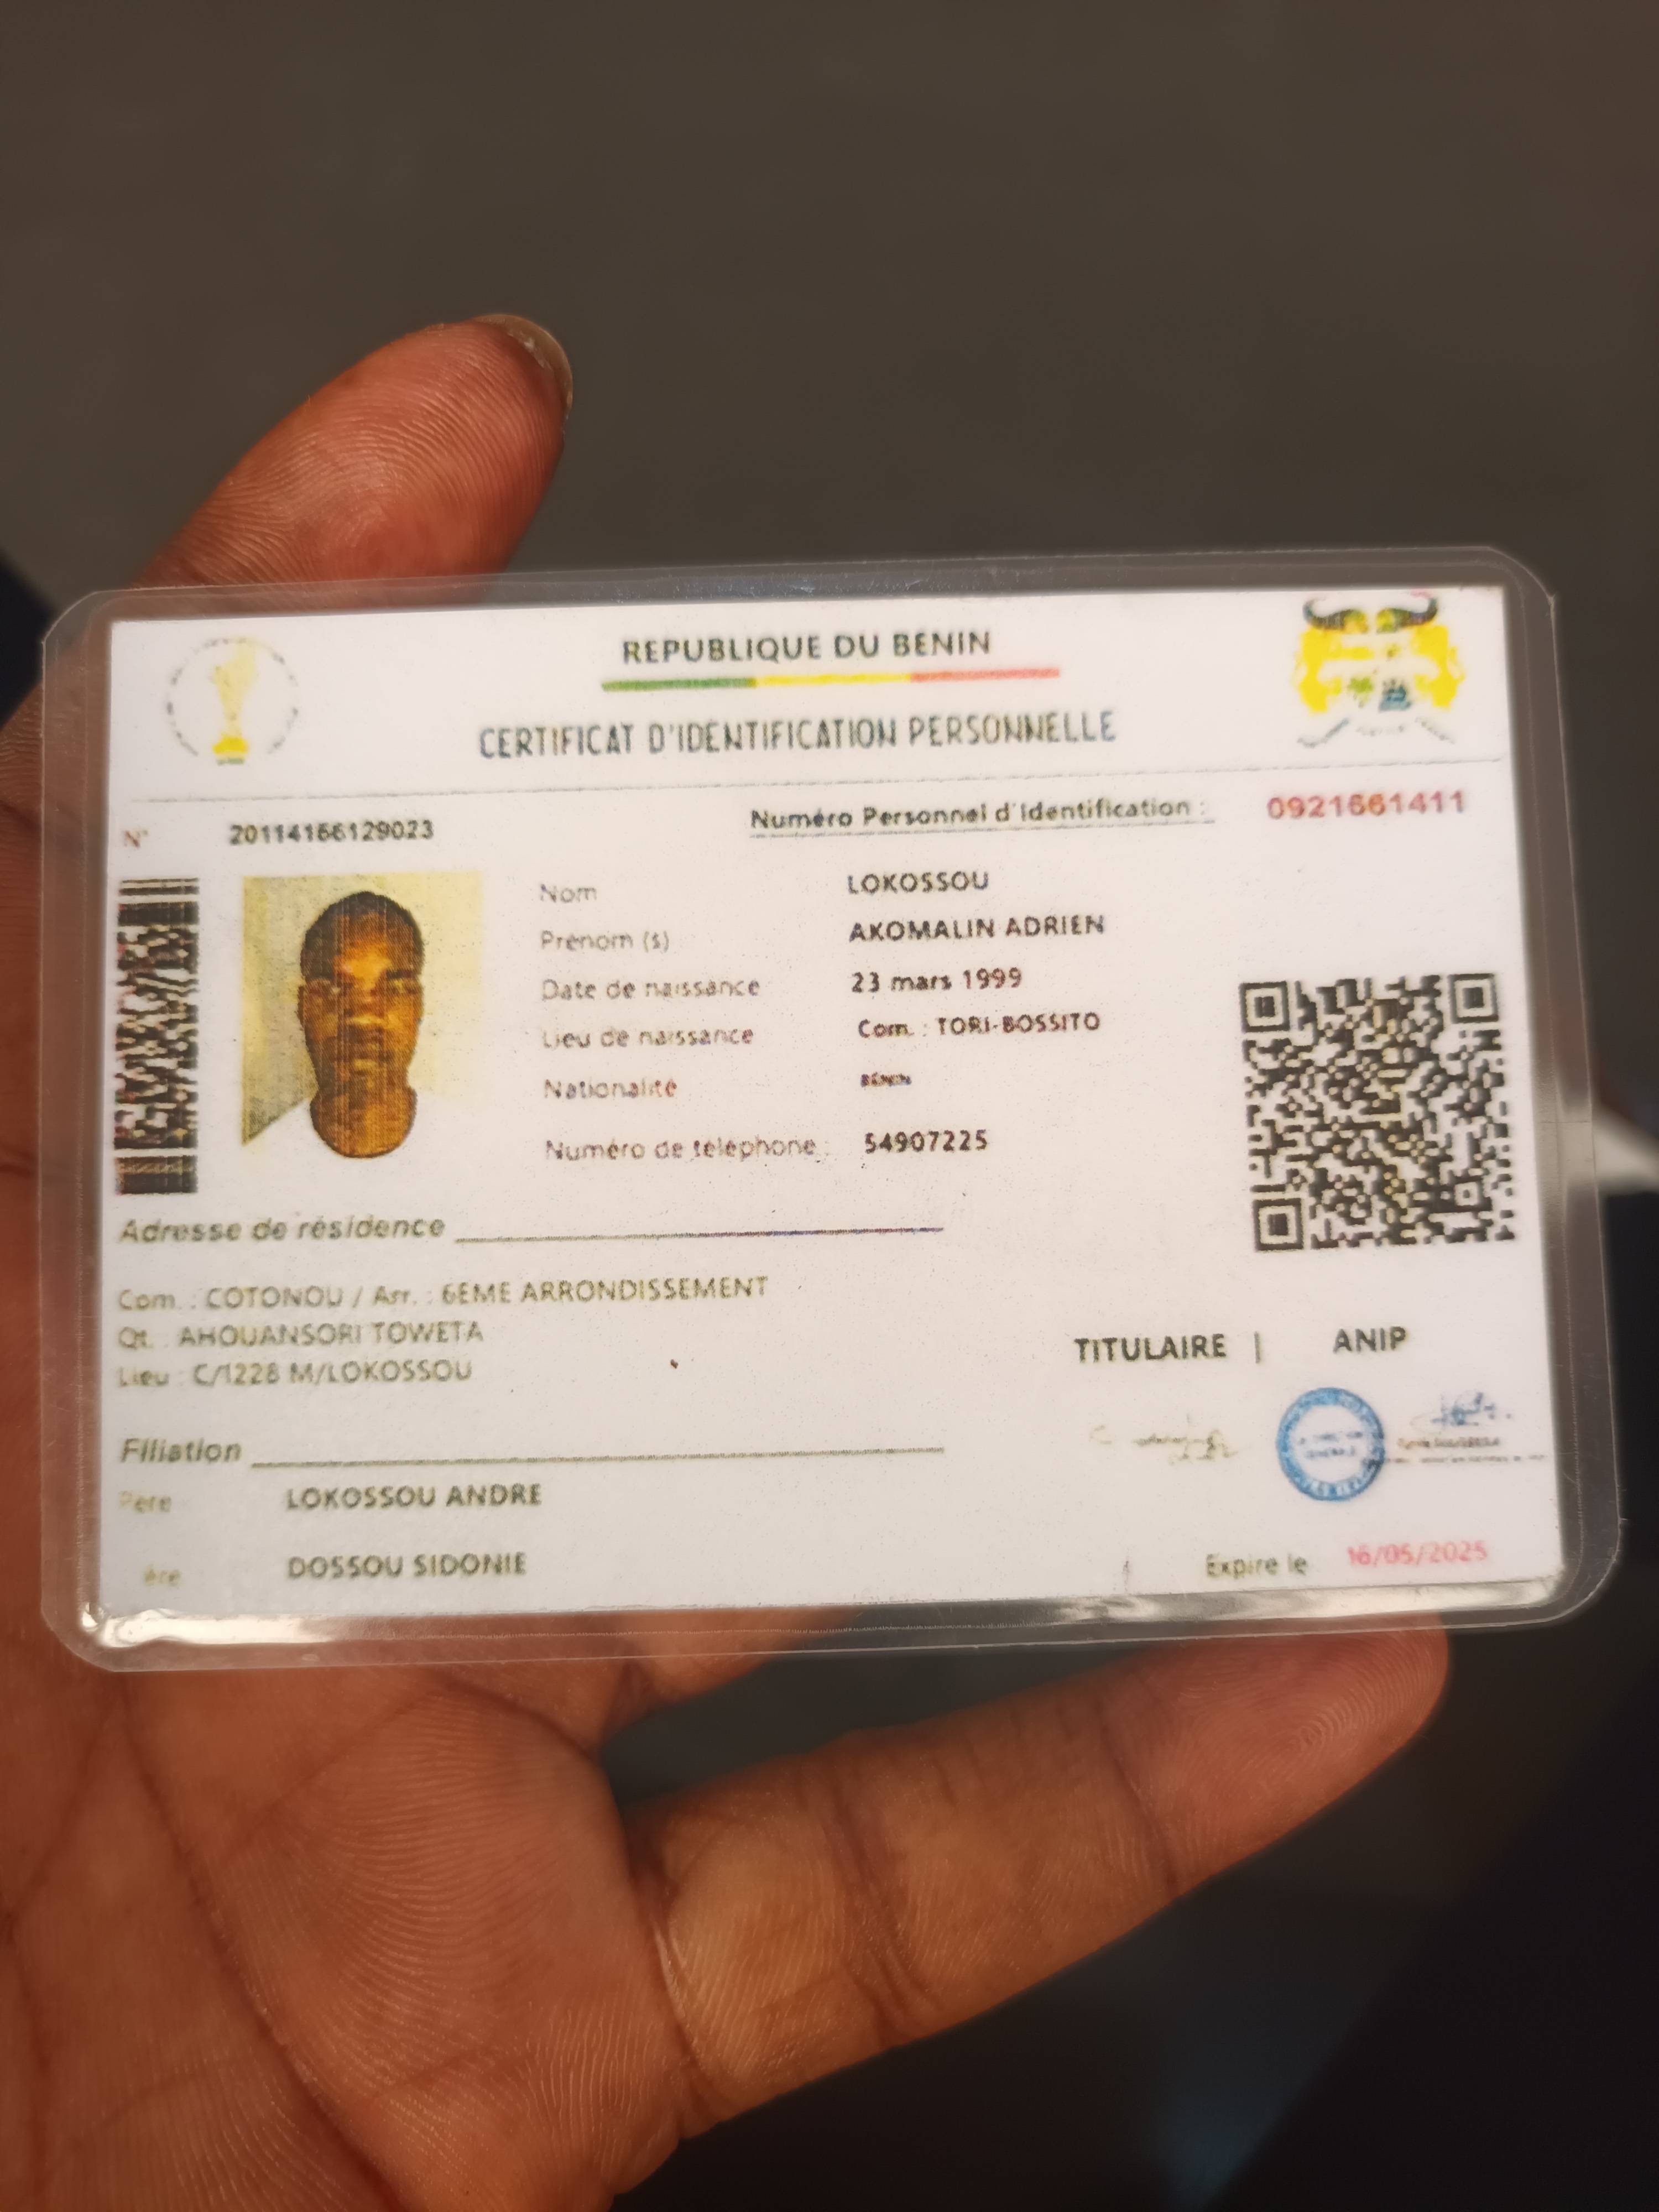 REPUBLIQUE DU BENIN
CERTIFICAT D'IDENTIFICATION PERSONNELLE
N° 20114156129023
Numéro Personnel d'Identification : 0921661411
Nom LOKOSSOU
Prénom (s) AKOMALIN ADRIEN
Date de naissance 23 mars 1999
Lieu de naissance Com. : TORI-BOSSITO
Nationalité BENIN
Numéro de téléphone : 54907225
Adresse de résidence
Com. : COTONOU / Arr. : 6EME ARRONDISSEMENT
Qt. : AHOUANSORI TOWETA
Lieu : C/1228 M/LOKOSSOU
TITULAIRE | ANIP
Filiation
Père LOKOSSOU ANDRE
ère DOSSOU SIDONIE
Expire le 16/05/2025